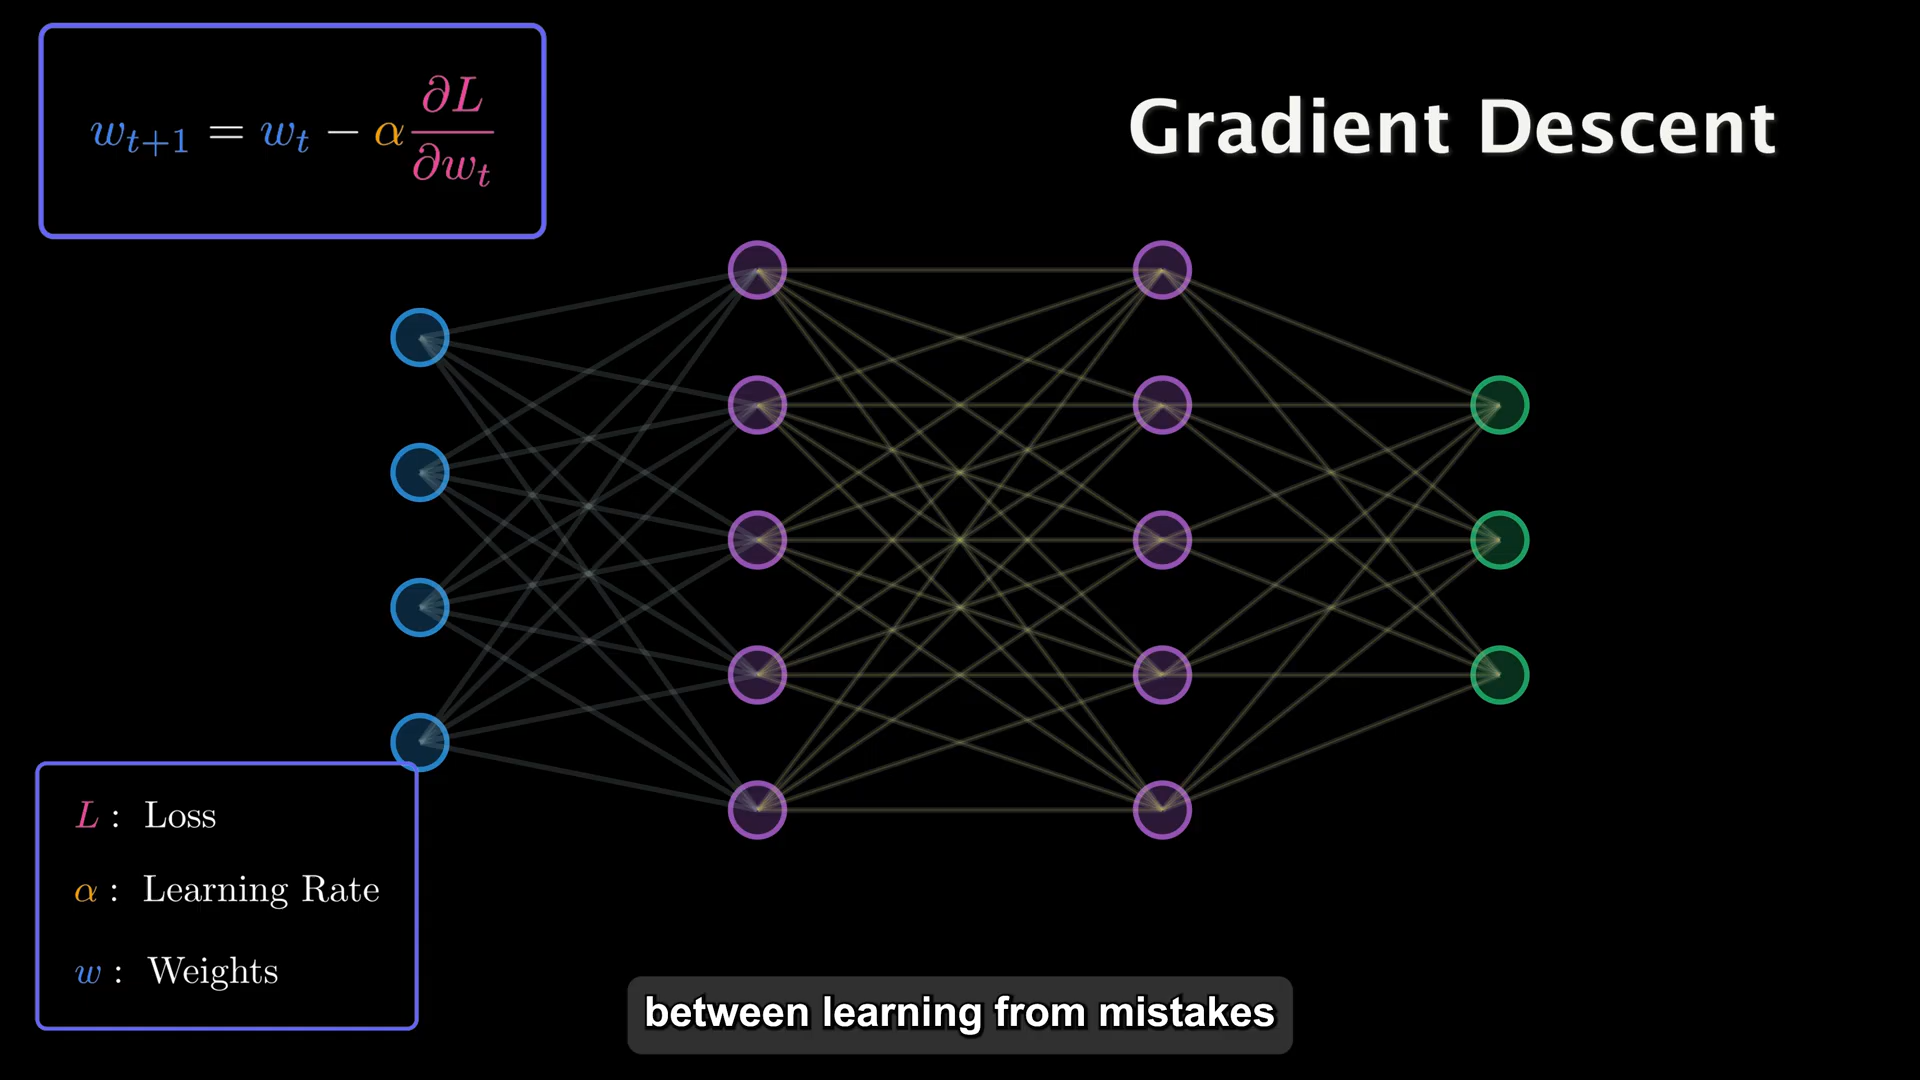 w_{t+1} = w_t − α ∂L/∂w_t
Gradient Descent
L : Loss
α : Learning Rate
w : Weights
between learning from mistakes